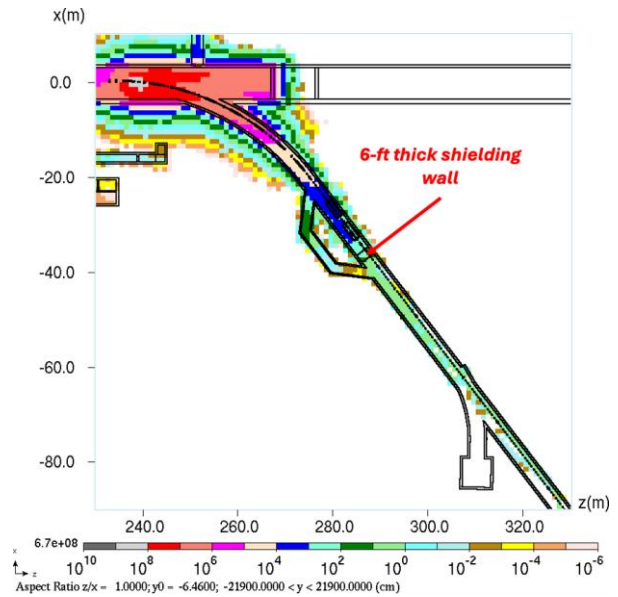 x(m)
0.0
6-ft thick shielding
wall
-20.0
-40.0
-60.0
-80.0
z(m)
240.0 260.0 280.0 300.0 320.0
6.7e+08
10^10 10^8 10^6 10^4 10^2 10^0 10^-2 10^-4 10^-6
x
z
Aspect Ratio z/x = 1.0000; y0 = -6.4600; -21900.0000 < y < 21900.0000 (cm)